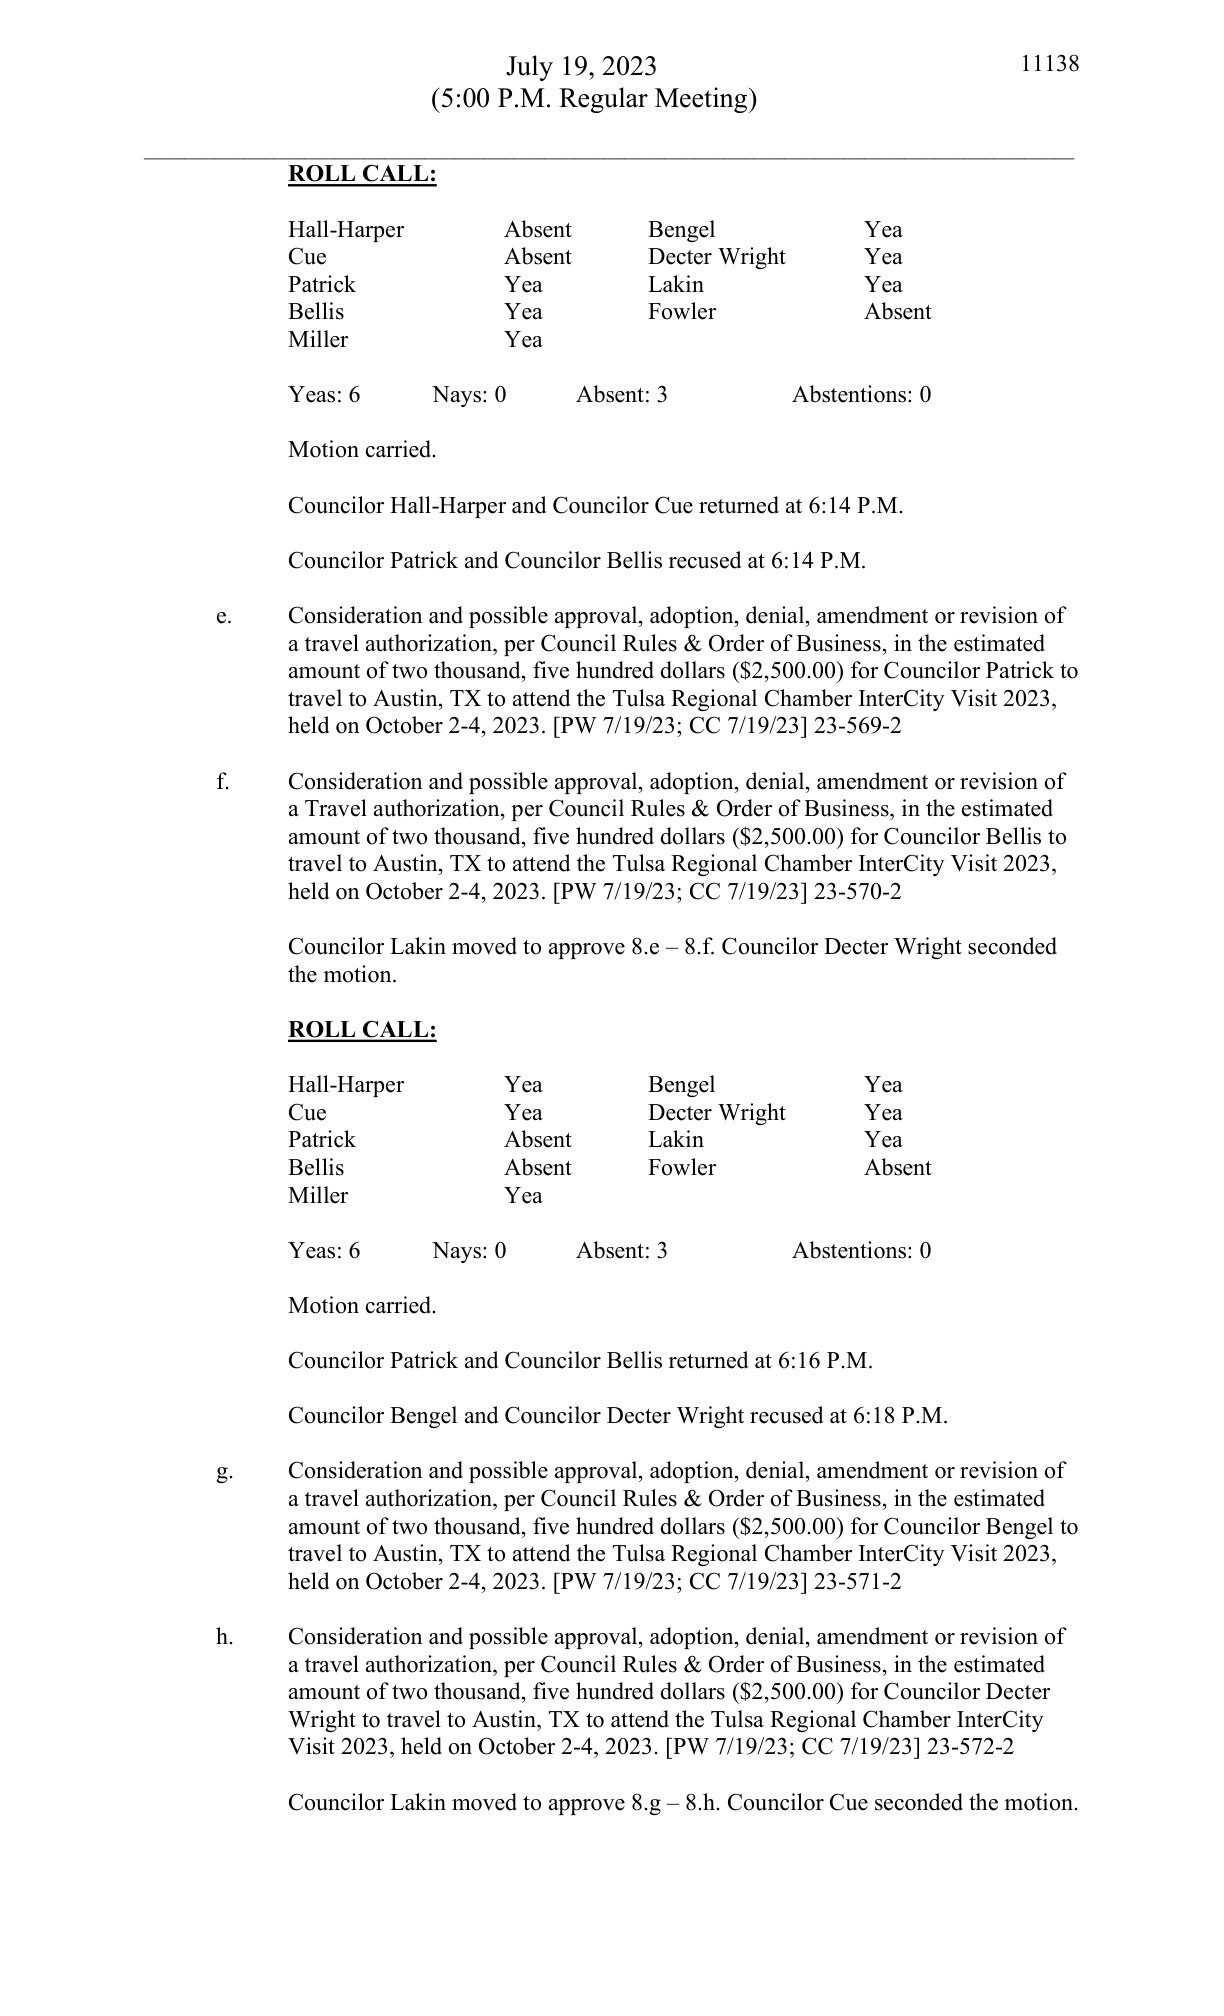 July 19, 2023 11138
(5:00 P.M. Regular Meeting)
ROLL CALL:
Hall-Harper Absent Bengel Yea
Cue Absent Decter Wright Yea
Patrick Yea Lakin Yea
Bellis Yea Fowler Absent
Miller Yea
Yeas: 6 Nays: 0 Absent: 3 Abstentions: 0
Motion carried.
Councilor Hall-Harper and Councilor Cue returned at 6:14 P.M.
Councilor Patrick and Councilor Bellis recused at 6:14 P.M.
e. Consideration and possible approval, adoption, denial, amendment or revision of
a travel authorization, per Council Rules & Order of Business, in the estimated
amount of two thousand, five hundred dollars ($2,500.00) for Councilor Patrick to
travel to Austin, TX to attend the Tulsa Regional Chamber InterCity Visit 2023,
held on October 2-4, 2023. [PW 7/19/23; CC 7/19/23] 23-569-2
f. Consideration and possible approval, adoption, denial, amendment or revision of
a Travel authorization, per Council Rules & Order of Business, in the estimated
amount of two thousand, five hundred dollars ($2,500.00) for Councilor Bellis to
travel to Austin, TX to attend the Tulsa Regional Chamber InterCity Visit 2023,
held on October 2-4, 2023. [PW 7/19/23; CC 7/19/23] 23-570-2
Councilor Lakin moved to approve 8.e – 8.f. Councilor Decter Wright seconded
the motion.
ROLL CALL:
Hall-Harper Yea Bengel Yea
Cue Yea Decter Wright Yea
Patrick Absent Lakin Yea
Bellis Absent Fowler Absent
Miller Yea
Yeas: 6 Nays: 0 Absent: 3 Abstentions: 0
Motion carried.
Councilor Patrick and Councilor Bellis returned at 6:16 P.M.
Councilor Bengel and Councilor Decter Wright recused at 6:18 P.M.
g. Consideration and possible approval, adoption, denial, amendment or revision of
a travel authorization, per Council Rules & Order of Business, in the estimated
amount of two thousand, five hundred dollars ($2,500.00) for Councilor Bengel to
travel to Austin, TX to attend the Tulsa Regional Chamber InterCity Visit 2023,
held on October 2-4, 2023. [PW 7/19/23; CC 7/19/23] 23-571-2
h. Consideration and possible approval, adoption, denial, amendment or revision of
a travel authorization, per Council Rules & Order of Business, in the estimated
amount of two thousand, five hundred dollars ($2,500.00) for Councilor Decter
Wright to travel to Austin, TX to attend the Tulsa Regional Chamber InterCity
Visit 2023, held on October 2-4, 2023. [PW 7/19/23; CC 7/19/23] 23-572-2
Councilor Lakin moved to approve 8.g – 8.h. Councilor Cue seconded the motion.